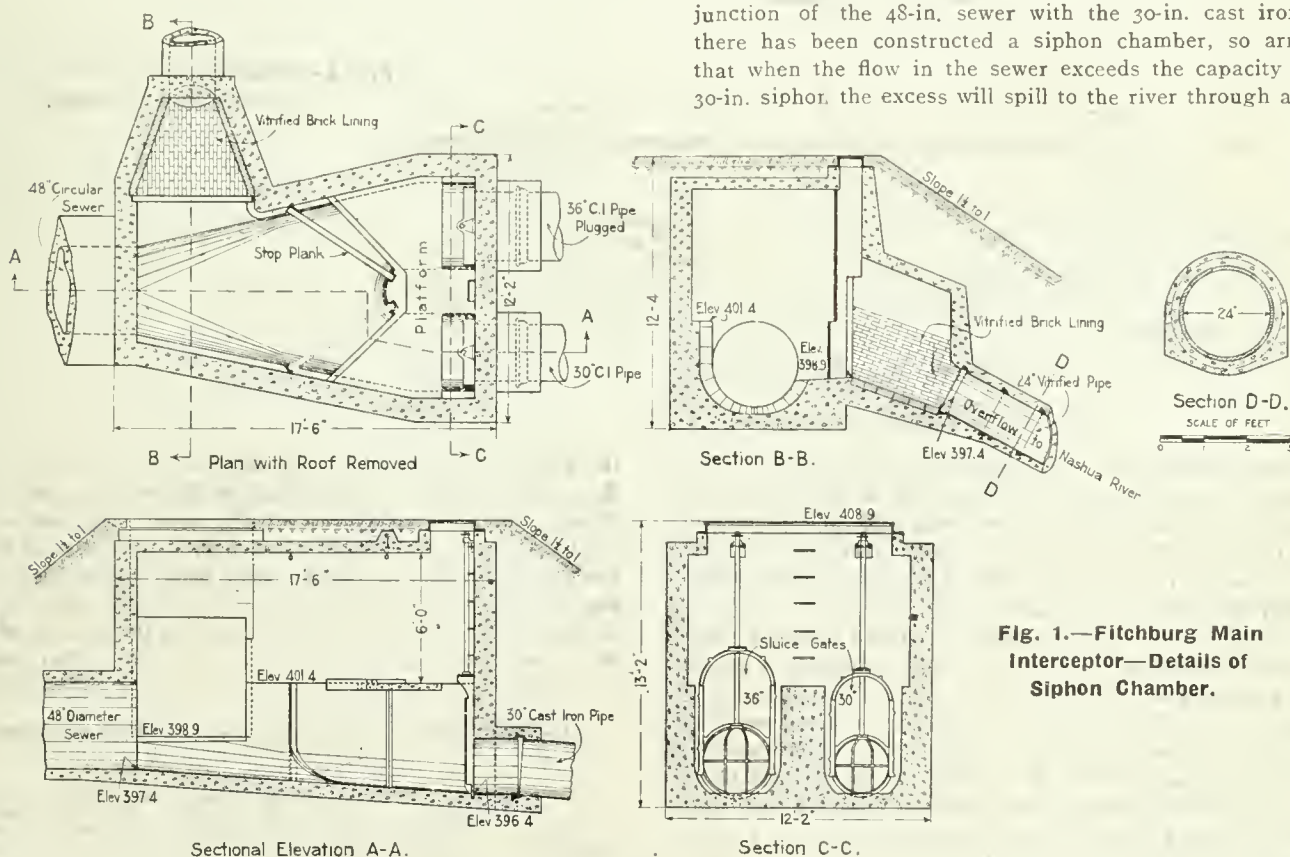 junction of the 48-in. sewer with the 30-in. cast iron
there has been constructed a siphon chamber, so arr
that when the flow in the sewer exceeds the capacity
30-in. siphon the excess will spill to the river through a
B
Vitrified Brick Lining
48" Circular
Sewer
A
Stop Plank
Platform
C
36" C.I Pipe
Plugged
12-2"
A
30" C I Pipe
17'-6"
B
C
Plan with Roof Removed
Slope 1½ to 1
12-4"
Elev 401.4
Elev.
398.9
Vitrified Brick Lining
D
24" Vitrified Pipe
Overflow to
Nashua River
Elev 397.4
D
Section B-B.
24"
Section D-D.
SCALE OF FEET
0 1 2 3
Slope 1½ to 1
Slope 1½ to 1
17'-6"
6'-0"
Elev 401.4
48" Diameter
Sewer
Elev 398 9
30" Cast Iron Pipe
Elev 397 4
Elev 396 4
Sectional Elevation A-A.
Elev 408.9
13'-2"
Sluice Gates
36"
30"
12'-2"
Section C-C.
Fig. 1.—Fitchburg Main
Interceptor—Details of
Siphon Chamber.